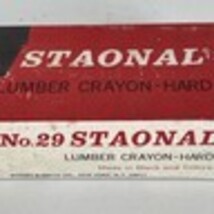 STAONAL
LUMBER CRAYON-HARD
No.29 STAONAL
LUMBER CRAYON-HARD
Made in Black and Colors